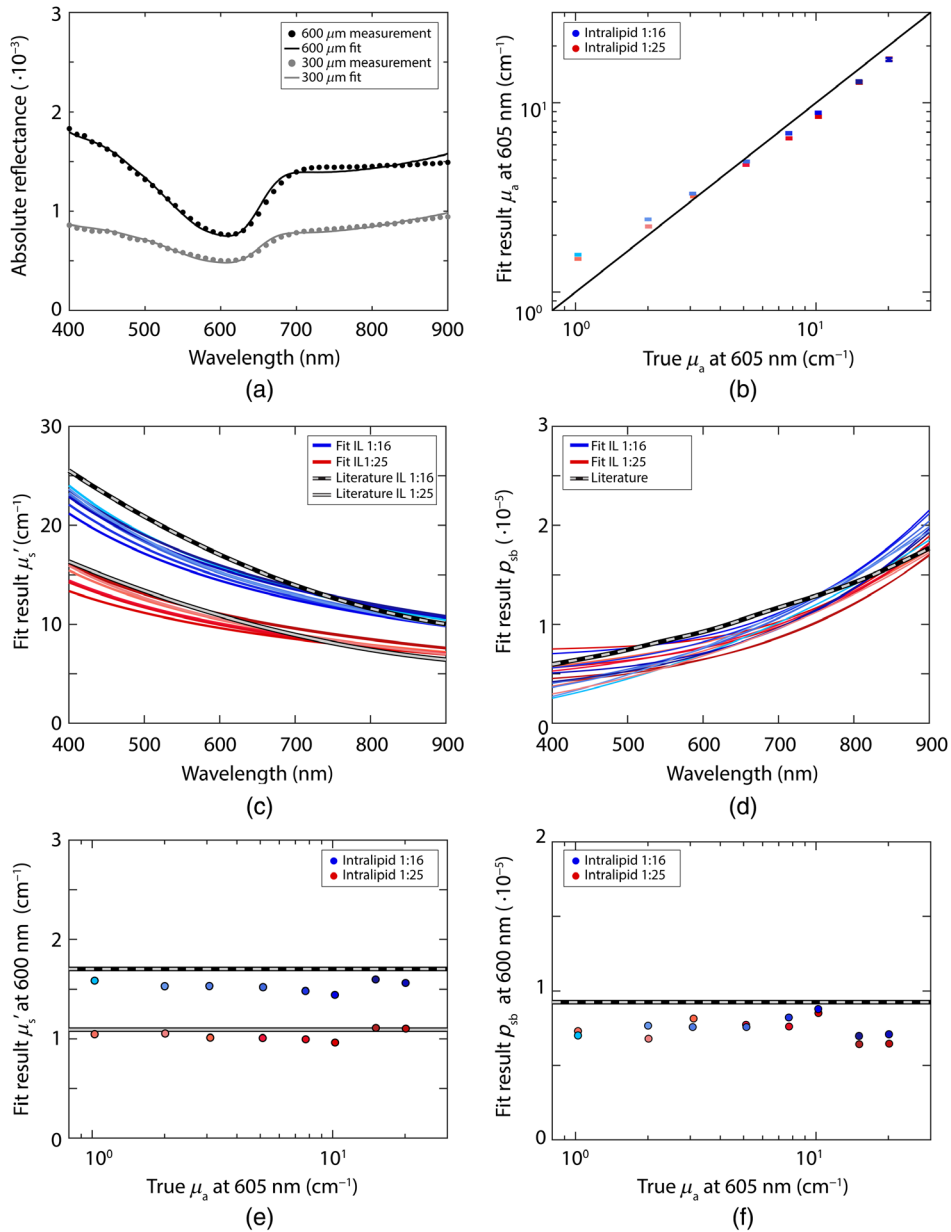 3
2
1
0
400 500 600 700 800 900
Absolute reflectance ( ·10⁻³)
Wavelength (nm)
600 μm measurement
600 μm fit
300 μm measurement
300 μm fit
(a)
10¹
10⁰
10⁰ 10¹
Fit result μa at 605 nm (cm⁻¹)
True μa at 605 nm (cm⁻¹)
Intralipid 1:16
Intralipid 1:25
(b)
30
20
10
0
400 500 600 700 800 900
Fit result μs′ (cm⁻¹)
Wavelength (nm)
Fit IL 1:16
Fit IL1:25
Literature IL 1:16
Literature IL 1:25
(c)
3
2
1
0
400 500 600 700 800 900
Fit result psb ( ·10⁻⁵)
Wavelength (nm)
Fit IL 1:16
Fit IL 1:25
Literature
(d)
3
2
1
0
10⁰ 10¹
Fit result μs′ at 600 nm (cm⁻¹)
True μa at 605 nm (cm⁻¹)
Intralipid 1:16
Intralipid 1:25
(e)
2
1
0
10⁰ 10¹
Fit result psb at 600 nm ( ·10⁻⁵)
True μa at 605 nm (cm⁻¹)
Intralipid 1:16
Intralipid 1:25
(f)